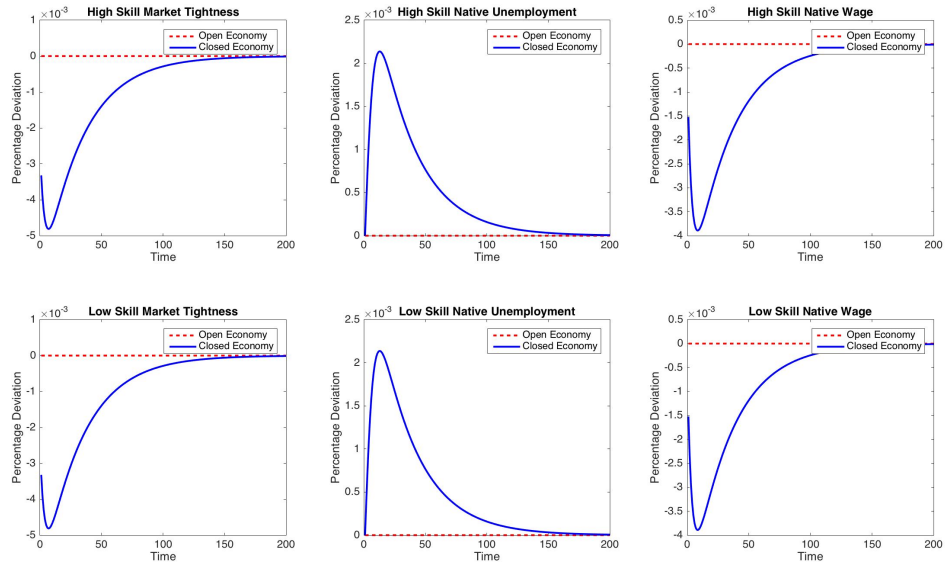 High Skill Market Tightness
×10⁻³
1
0
-1
-2
-3
-4
-5
0
50
100
150
200
Percentage Deviation
Time
Open Economy
Closed Economy
High Skill Native Unemployment
×10⁻³
2.5
2
1.5
1
0.5
0
0
50
100
150
200
Percentage Deviation
Time
Open Economy
Closed Economy
High Skill Native Wage
×10⁻³
0.5
0
-0.5
-1
-1.5
-2
-2.5
-3
-3.5
-4
0
50
100
150
200
Percentage Deviation
Time
Open Economy
Closed Economy
Low Skill Market Tightness
×10⁻³
1
0
-1
-2
-3
-4
-5
0
50
100
150
200
Percentage Deviation
Time
Open Economy
Closed Economy
Low Skill Native Unemployment
×10⁻³
2.5
2
1.5
1
0.5
0
0
50
100
150
200
Percentage Deviation
Time
Open Economy
Closed Economy
Low Skill Native Wage
×10⁻³
0.5
0
-0.5
-1
-1.5
-2
-2.5
-3
-3.5
-4
0
50
100
150
200
Percentage Deviation
Time
Open Economy
Closed Economy